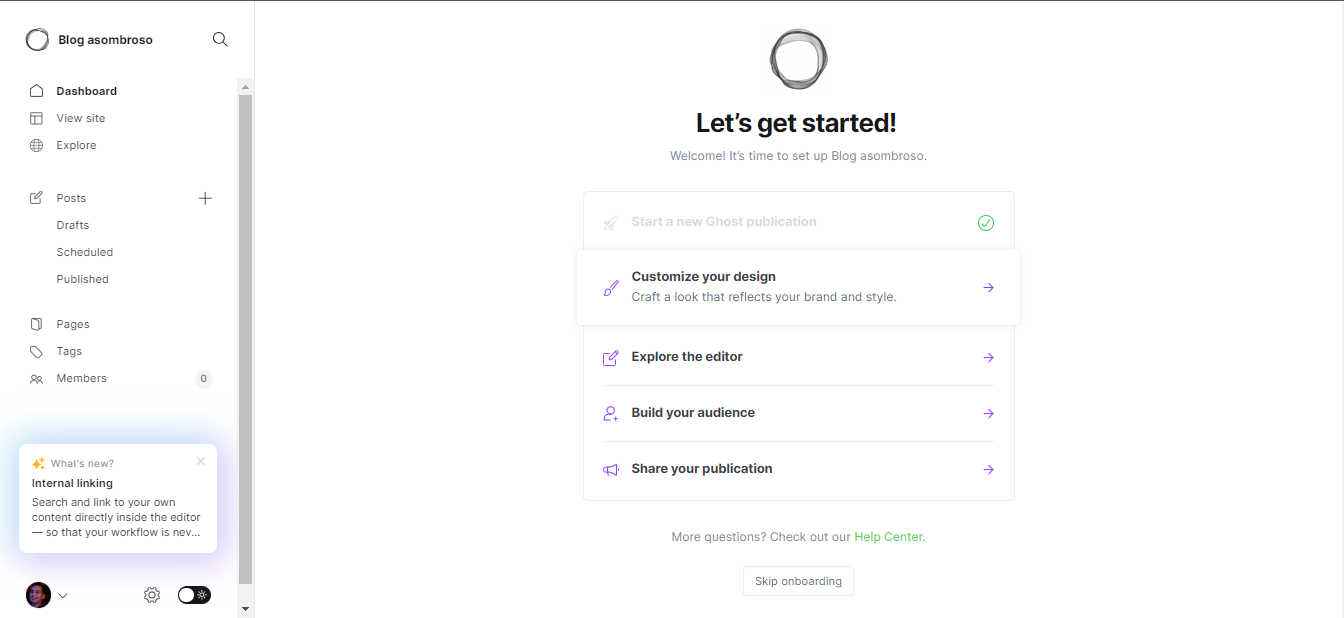 Blog asombroso
Dashboard
View site
Explore
Posts
Drafts
Scheduled
Published
Pages
Tags
Members
0
What's new?
Internal linking
Search and link to your own
content directly inside the editor
— so that your workflow is nev...
Let’s get started!
Welcome! It’s time to set up Blog asombroso.
Start a new Ghost publication
Customize your design
Craft a look that reflects your brand and style.
Explore the editor
Build your audience
Share your publication
More questions? Check out our Help Center.
Skip onboarding